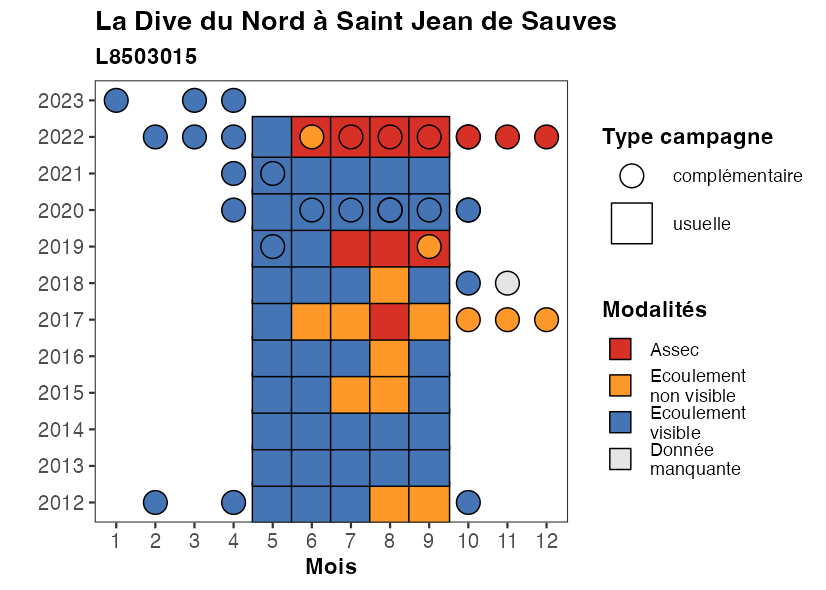 La Dive du Nord à Saint Jean de Sauves
L8503015
2023
2022
2021
2020
2019
2018
2017
2016
2015
2014
2013
2012
1 2 3 4 5 6 7 8 9 10 11 12
Mois
Type campagne
complémentaire
usuelle
Modalités
Assec
Ecoulement
non visible
Ecoulement
visible
Donnée
manquante